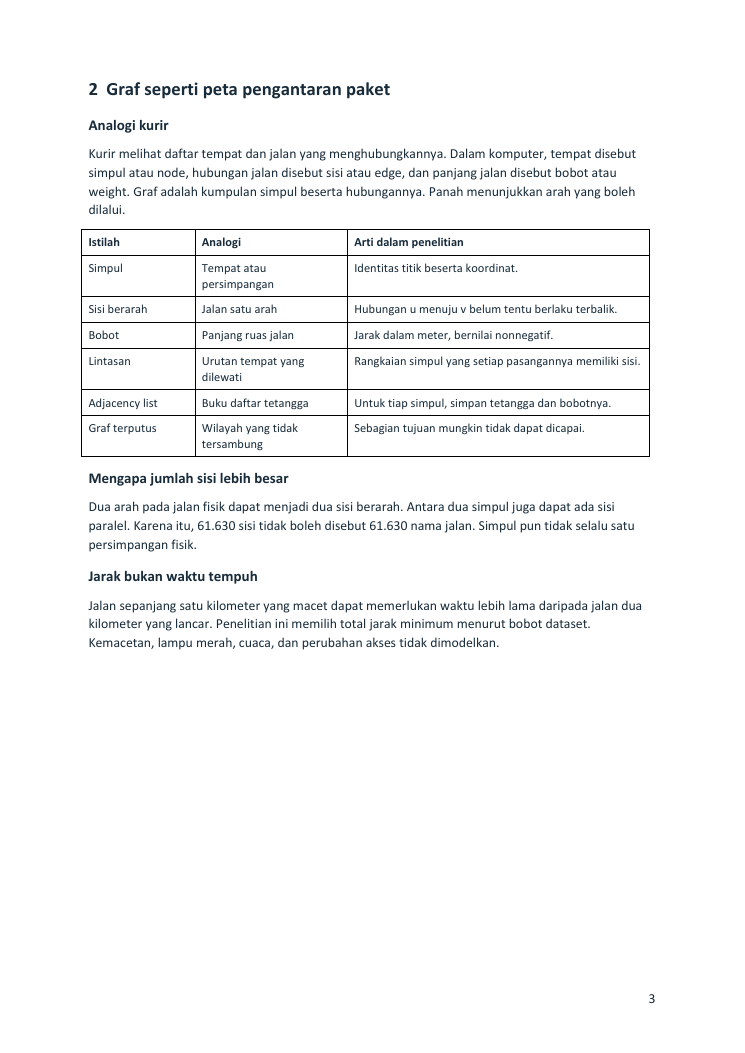 2 Graf seperti peta pengantaran paket
Analogi kurir
Kurir melihat daftar tempat dan jalan yang menghubungkannya. Dalam komputer, tempat disebut
simpul atau node, hubungan jalan disebut sisi atau edge, dan panjang jalan disebut bobot atau
weight. Graf adalah kumpulan simpul beserta hubungannya. Panah menunjukkan arah yang boleh
dilalui.
Istilah Analogi Arti dalam penelitian
Simpul Tempat atau Identitas titik beserta koordinat.
persimpangan
Sisi berarah Jalan satu arah Hubungan u menuju v belum tentu berlaku terbalik.
Bobot Panjang ruas jalan Jarak dalam meter, bernilai nonnegatif.
Lintasan Urutan tempat yang Rangkaian simpul yang setiap pasangannya memiliki sisi.
dilewati
Adjacency list Buku daftar tetangga Untuk tiap simpul, simpan tetangga dan bobotnya.
Graf terputus Wilayah yang tidak Sebagian tujuan mungkin tidak dapat dicapai.
tersambung
Mengapa jumlah sisi lebih besar
Dua arah pada jalan fisik dapat menjadi dua sisi berarah. Antara dua simpul juga dapat ada sisi
paralel. Karena itu, 61.630 sisi tidak boleh disebut 61.630 nama jalan. Simpul pun tidak selalu satu
persimpangan fisik.
Jarak bukan waktu tempuh
Jalan sepanjang satu kilometer yang macet dapat memerlukan waktu lebih lama daripada jalan dua
kilometer yang lancar. Penelitian ini memilih total jarak minimum menurut bobot dataset.
Kemacetan, lampu merah, cuaca, dan perubahan akses tidak dimodelkan.
3